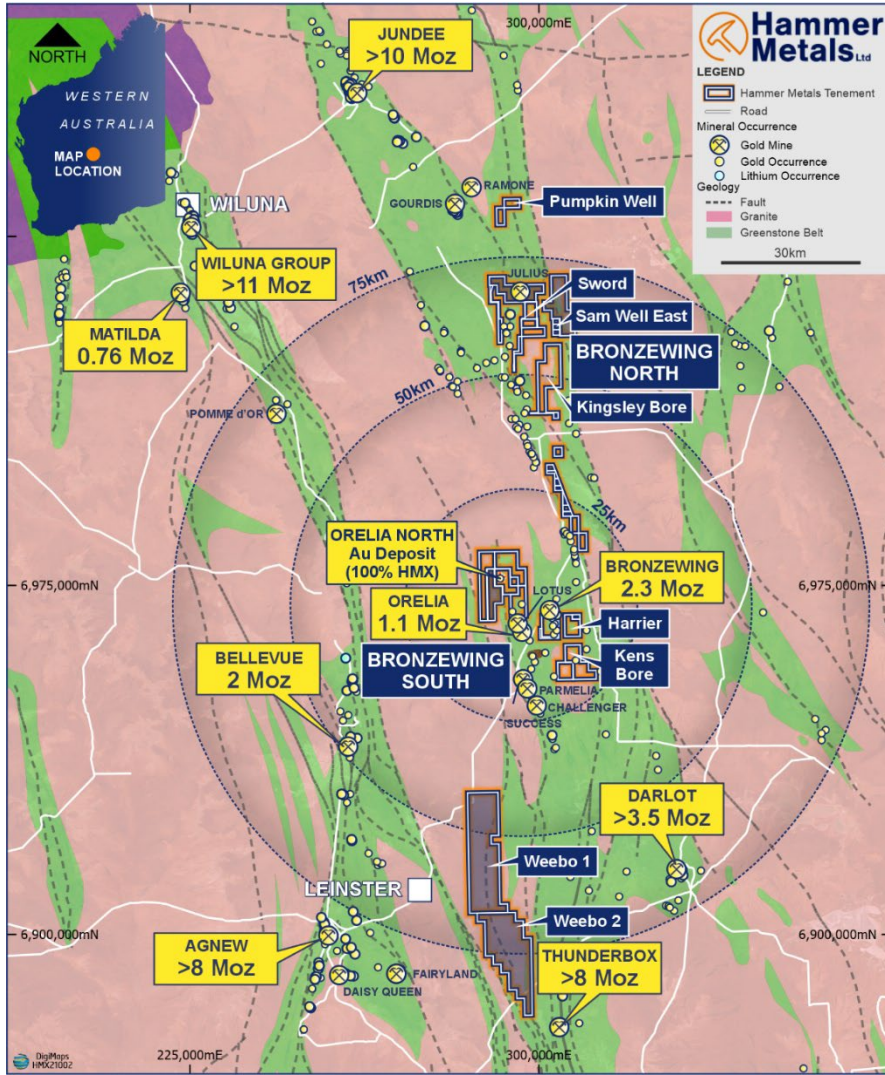 300,000mE
Hammer
Metals Ltd
NORTH
WESTERN
AUSTRALIA
MAP
LOCATION
LEGEND
Hammer Metals Tenement
Road
Mineral Occurrence
Gold Mine
Gold Occurrence
Lithium Occurrence
Geology
Fault
Granite
Greenstone Belt
30km
JUNDEE
>10 Moz
RAMONE
GOURDIS
Pumpkin Well
WILUNA
WILUNA GROUP
>11 Moz
75km
JULIUS
Sword
Sam Well East
MATILDA
0.76 Moz
BRONZEWING
NORTH
50km
Kingsley Bore
POMME d'OR
25km
ORELIA NORTH
Au Deposit
(100% HMX)
BRONZEWING
2.3 Moz
6,975,000mN
6,975,000mN
LOTUS
ORELIA
1.1 Moz
Harrier
BRONZEWING
SOUTH
Kens
Bore
BELLEVUE
2 Moz
PARMELIA
CHALLENGER
SUCCESS
DARLOT
>3.5 Moz
Weebo 1
LEINSTER
Weebo 2
6,900,000mN
6,900,000mN
AGNEW
>8 Moz
THUNDERBOX
>8 Moz
FAIRYLAND
DAISY QUEEN
DigiMaps
HMX21002
225,000mE
300,000mE